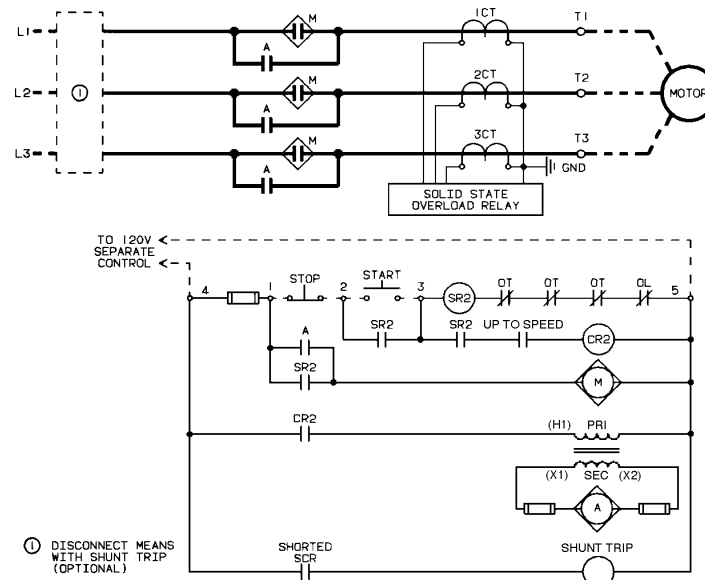 L1
L2
L3
1
M
A
M
A
M
A
1CT
2CT
3CT
T1
T2
T3
MOTOR
GND
SOLID STATE
OVERLOAD RELAY
TO 120V
SEPARATE
CONTROL
4
1
STOP
2
START
3
SR2
OT
OT
OT
OL
5
SR2
SR2
UP TO SPEED
CR2
A
SR2
M
CR2
(H1) PRI
(X1) SEC (X2)
A
SHORTED
SCR
SHUNT TRIP
1 DISCONNECT MEANS
WITH SHUNT TRIP
(OPTIONAL)